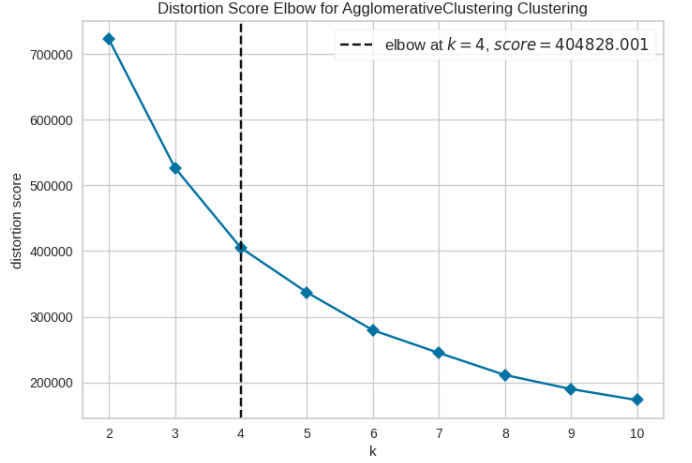 Distortion Score Elbow for AgglomerativeClustering Clustering
elbow at k = 4, score = 404828.001
700000
600000
500000
400000
300000
200000
distortion score
2 3 4 5 6 7 8 9 10
k